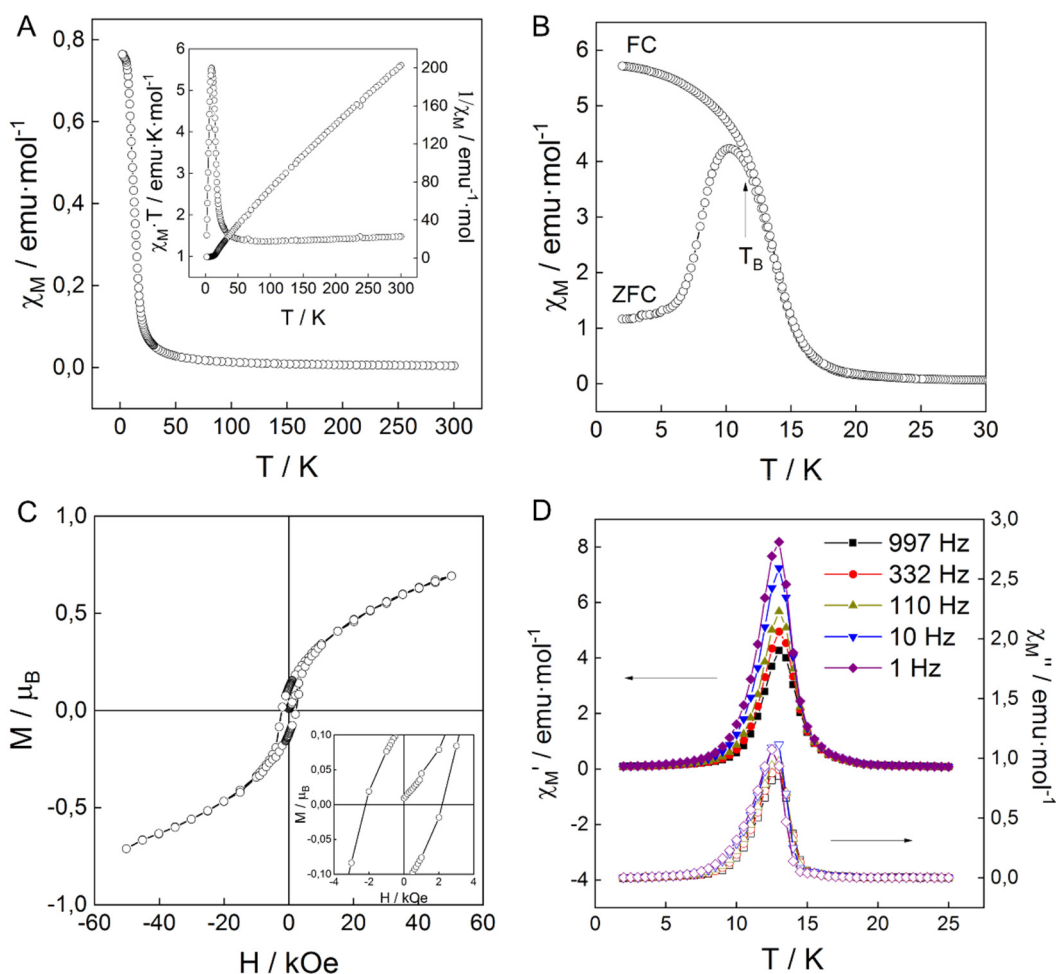 A
χM / emu·mol-1
0,8
0,6
0,4
0,2
0,0
0 50 100 150 200 250 300
T / K
χM·T / emu·K·mol-1
6
5
4
3
2
1
1/χM / emu-1·mol
200
160
120
80
40
0
0 50 100 150 200 250 300
T / K
B
χM / emu·mol-1
6
5
4
3
2
1
0
FC
ZFC
TB
0 5 10 15 20 25 30
T / K
C
M / μB
1,0
0,5
0,0
-0,5
-1,0
-60 -40 -20 0 20 40 60
H / kOe
M / μB
0,10
0,05
0,00
-0,05
-0,10
-4 -2 0 2 4
H / kOe
D
χM' / emu·mol-1
8
6
4
2
0
-2
-4
997 Hz
332 Hz
110 Hz
10 Hz
1 Hz
χM'' / emu·mol-1
3,0
2,5
2,0
1,5
1,0
0,5
0,0
0 5 10 15 20 25
T / K